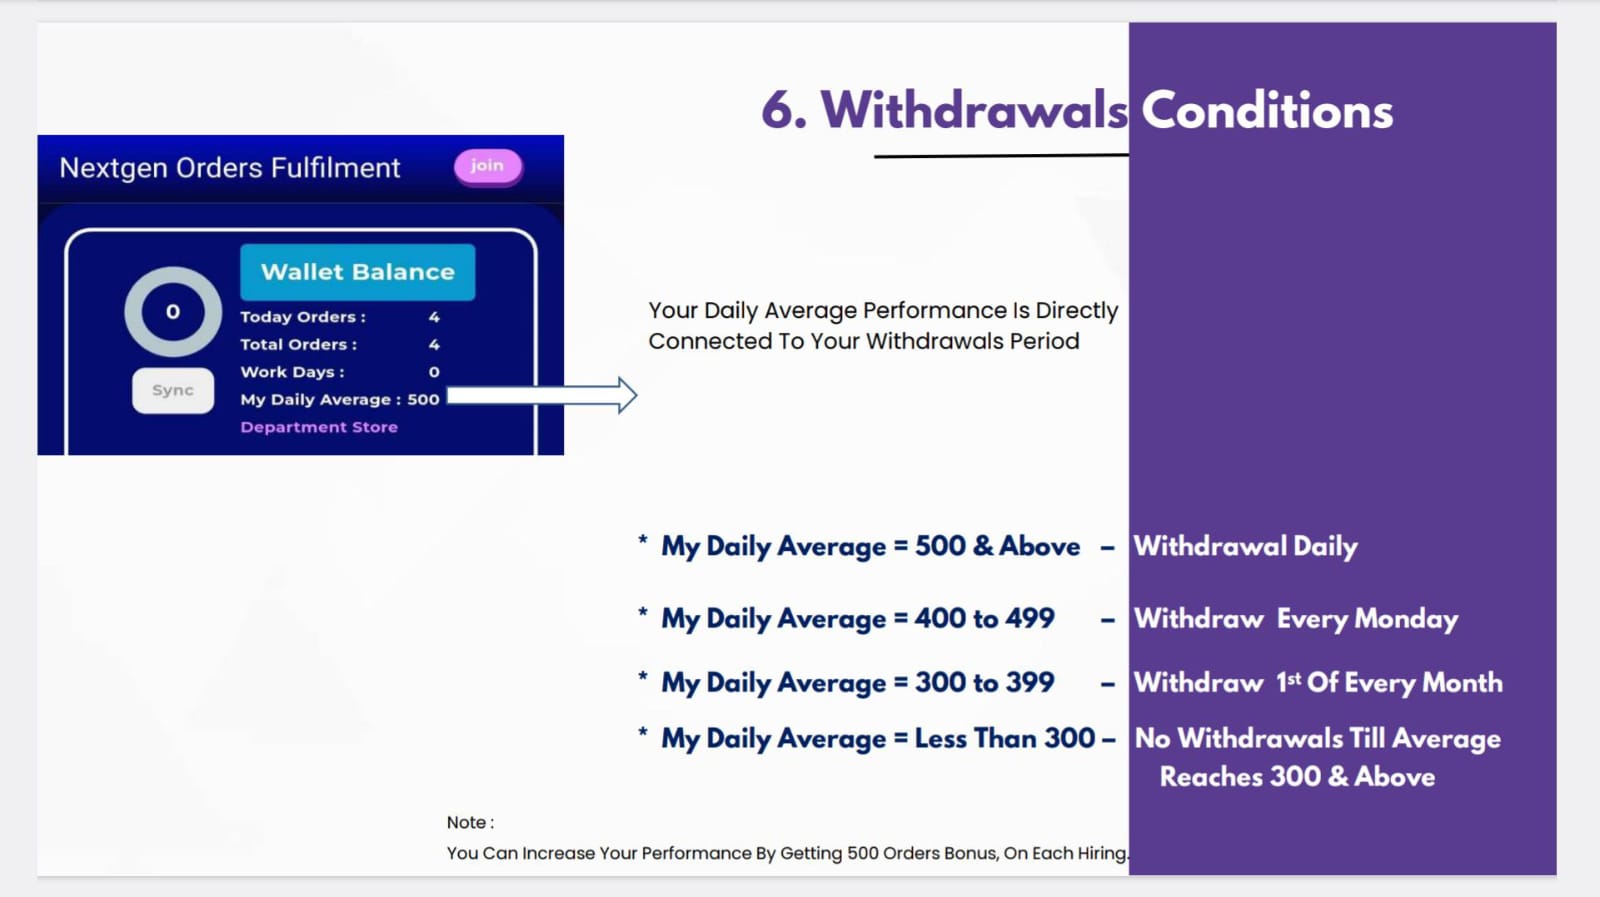 6. Withdrawals Conditions
Nextgen Orders Fulfilment
join
Wallet Balance
0
Today Orders : 4
Total Orders : 4
Work Days : 0
Sync
My Daily Average : 500
Department Store
Your Daily Average Performance Is Directly
Connected To Your Withdrawals Period
* My Daily Average = 500 & Above – Withdrawal Daily
* My Daily Average = 400 to 499 – Withdraw Every Monday
* My Daily Average = 300 to 399 – Withdraw 1st Of Every Month
* My Daily Average = Less Than 300 – No Withdrawals Till Average
Reaches 300 & Above
Note :
You Can Increase Your Performance By Getting 500 Orders Bonus, On Each Hiring.